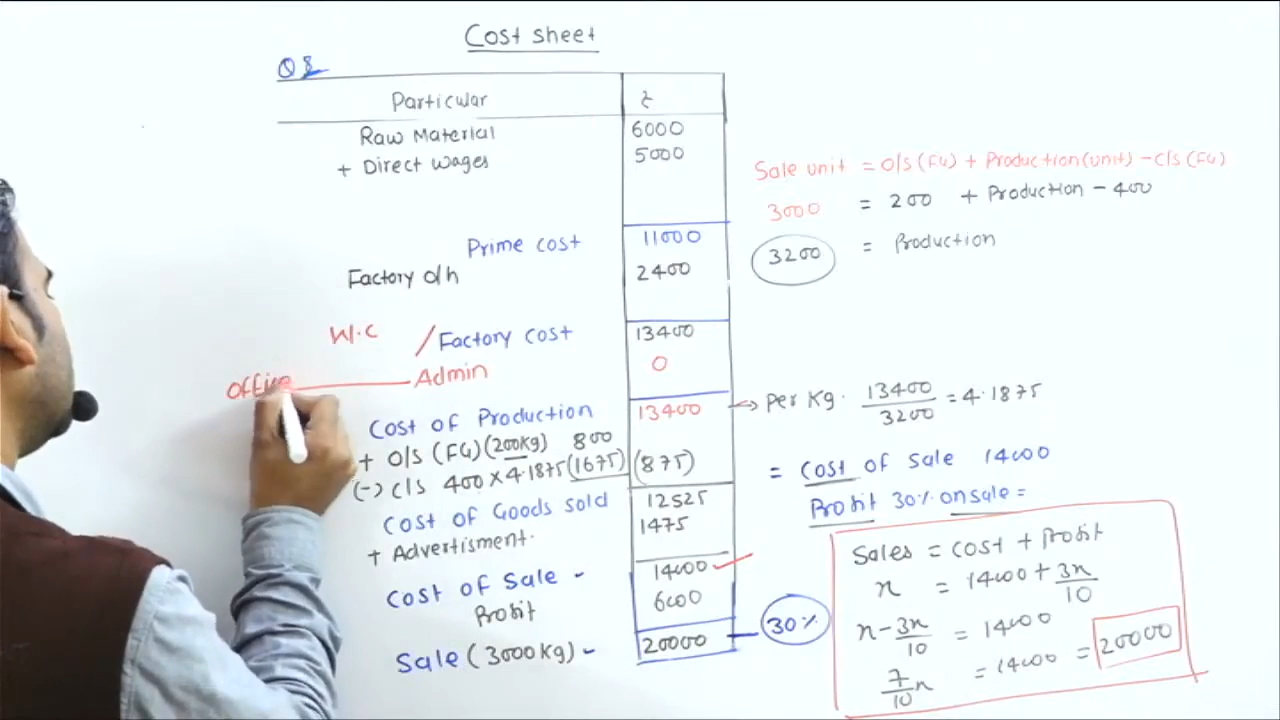 Cost sheet
Q8
Particular ₹
Raw Material 6000
+ Direct wages 5000
Prime cost 11000
Factory o/h 2400
W.C / Factory cost 13400
Office Admin 0
Cost of Production 13400 → Per Kg. 13400/3200 = 4.1875
+ O/S (FG) (200Kg) 800
(-) C/S 400 × 4.1875 (1675) (875)
Cost of Goods sold 12525
+ Advertisment. 1475
Cost of Sale - 14000
Profit 6000
Sale (3000Kg) - 20000 30%
Sale unit = O/S (FG) + Production (unit) - C/S (FG)
3000 = 200 + Production - 400
3200 = Production
= Cost of Sale 14000
Profit 30% on sale =
Sales = Cost + Profit
x = 14000 + 3x/10
x - 3x/10 = 14000
7/10 x = 14000 = 20000